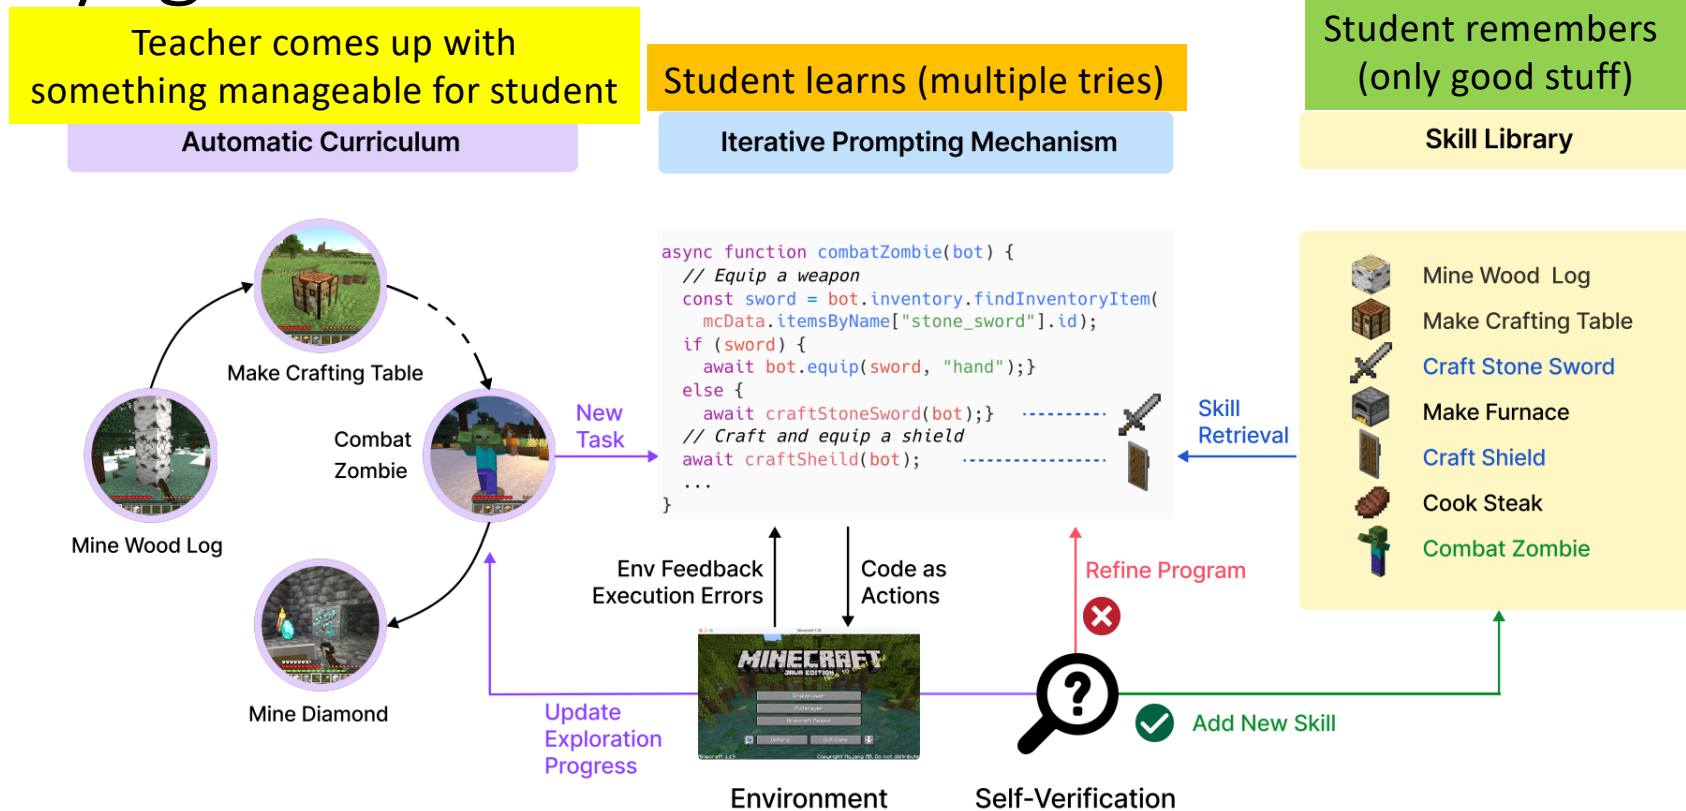 Teacher comes up with
something manageable for student
Student learns (multiple tries)
Student remembers
(only good stuff)
Automatic Curriculum
Iterative Prompting Mechanism
Skill Library
Make Crafting Table
Mine Wood Log
Combat
Zombie
Mine Diamond
New
Task
async function combatZombie(bot) {
// Equip a weapon
const sword = bot.inventory.findInventoryItem(
mcData.itemsByName["stone_sword"].id);
if (sword) {
await bot.equip(sword, "hand");}
else {
await craftStoneSword(bot);}
// Craft and equip a shield
await craftSheild(bot);
...
}
Skill
Retrieval
Mine Wood Log
Make Crafting Table
Craft Stone Sword
Make Furnace
Craft Shield
Cook Steak
Combat Zombie
Env Feedback
Execution Errors
Code as
Actions
Refine Program
Update
Exploration
Progress
MINECRAFT
JAVA EDITION
?
Add New Skill
Environment
Self-Verification